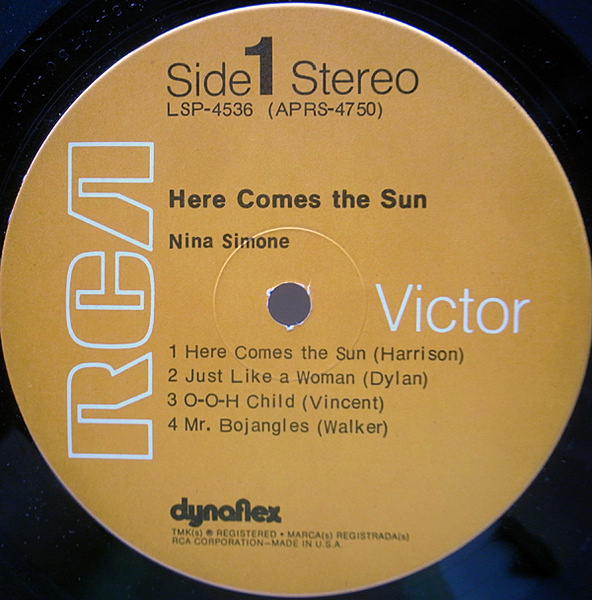 Side 1 Stereo
LSP-4536 (APRS-4750)
RCA
Here Comes the Sun
Nina Simone
Victor
1 Here Comes the Sun (Harrison)
2 Just Like a Woman (Dylan)
3 O-O-H Child (Vincent)
4 Mr. Bojangles (Walker)
dynaflex
TMK(s) ® REGISTERED • MARCA(s) REGISTRADA(s)
RCA CORPORATION—MADE IN U.S.A.